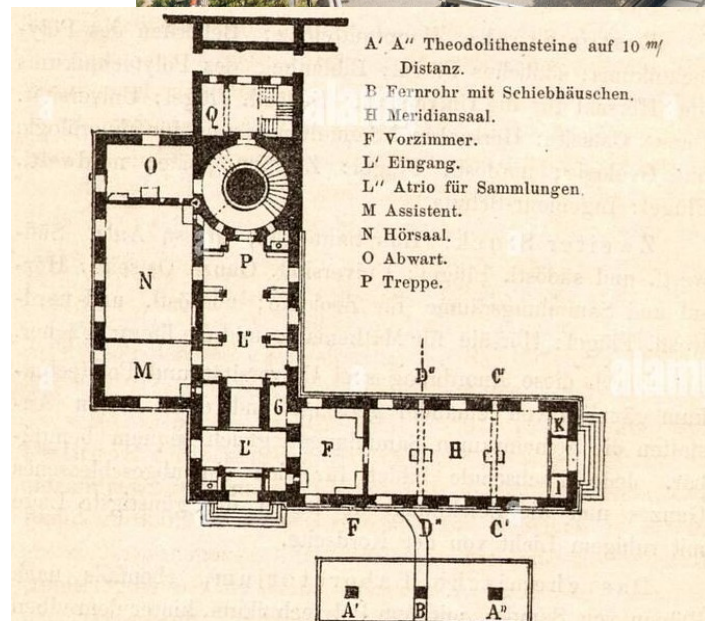 A′, A″ Theodolithensteine auf 10 m/
Distanz.
B Fernrohr mit Schiebhäuschen.
H Meridiansaal.
F Vorzimmer.
L′ Eingang.
L″ Atrio für Sammlungen.
M Assistent.
N Hörsaal.
O Abwart.
P Treppe.
Q
O
P
N
L″
M
G
D″ C′
F H K
L′ I
F D″ C′
A′ B A″